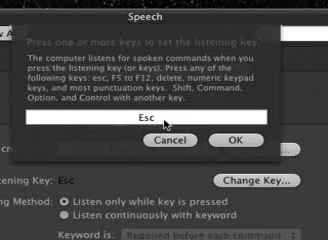 Speech
Press one or more keys to set the listening key.
The computer listens for spoken commands when you
press the listening key (or keys). Press any of the
following keys: esc, F5 to F12, delete, numeric keypad
keys, and most punctuation keys. Shift, Command,
Option, and Control with another key.
Esc
Cancel OK
tening Key: Esc Change Key...
ng Method: Listen only while key is pressed
Listen continuously with keyword
Keyword is: Required before each command